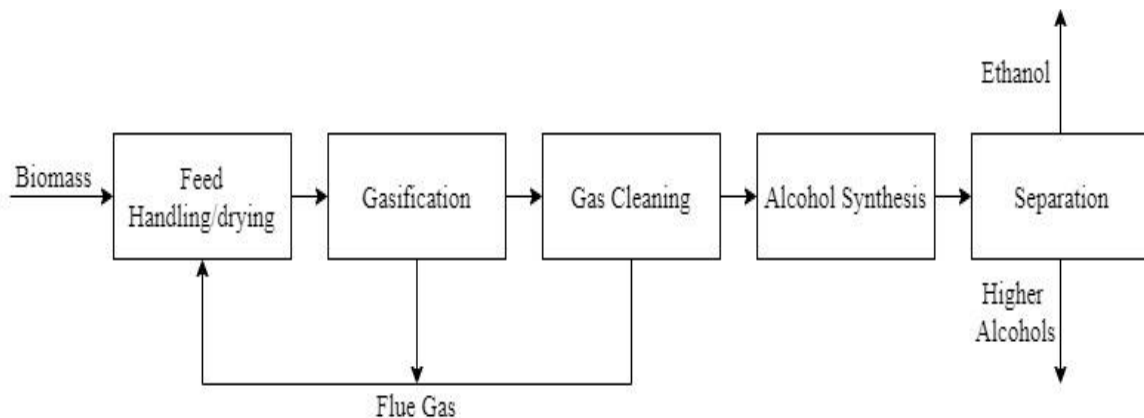 Ethanol
Biomass
Feed
Handling/drying
Gasification
Gas Cleaning
Alcohol Synthesis
Separation
Higher
Alcohols
Flue Gas